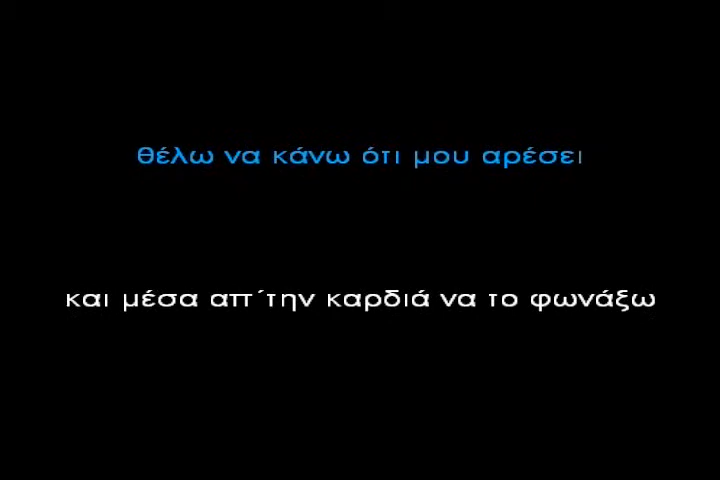 θέλω να κάνω ότι μου αρέσει
και μέσα απ΄την καρδιά να το φωνάξω